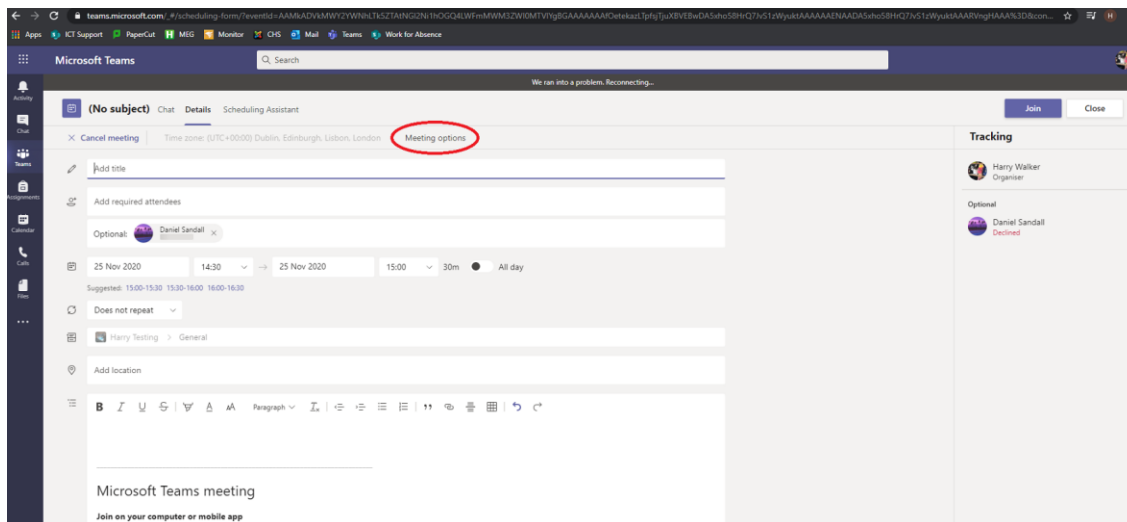 teams.microsoft.com/_#/scheduling-form/?eventId=
Apps ICT Support PaperCut MEG Monitor CHS Mail Teams Work for Absence
Microsoft Teams Search
We ran into a problem. Reconnecting...
Activity
(No subject) Chat Details Scheduling Assistant Join Close
Chat
Cancel meeting Time zone: (UTC+00:00) Dublin, Edinburgh, Lisbon, London Meeting options Tracking
Teams
Add title Harry Walker
Organiser
Assignments
Add required attendees Optional
Calendar
Optional: Daniel Sandall Daniel Sandall
Declined
Calls
25 Nov 2020 14:30 → 25 Nov 2020 15:00 30m All day
Files
Suggested: 15:00-15:30 15:30-16:00 16:00-16:30
Does not repeat
Harry Testing > General
Add location
B I U S A AA Paragraph
Microsoft Teams meeting
Join on your computer or mobile app